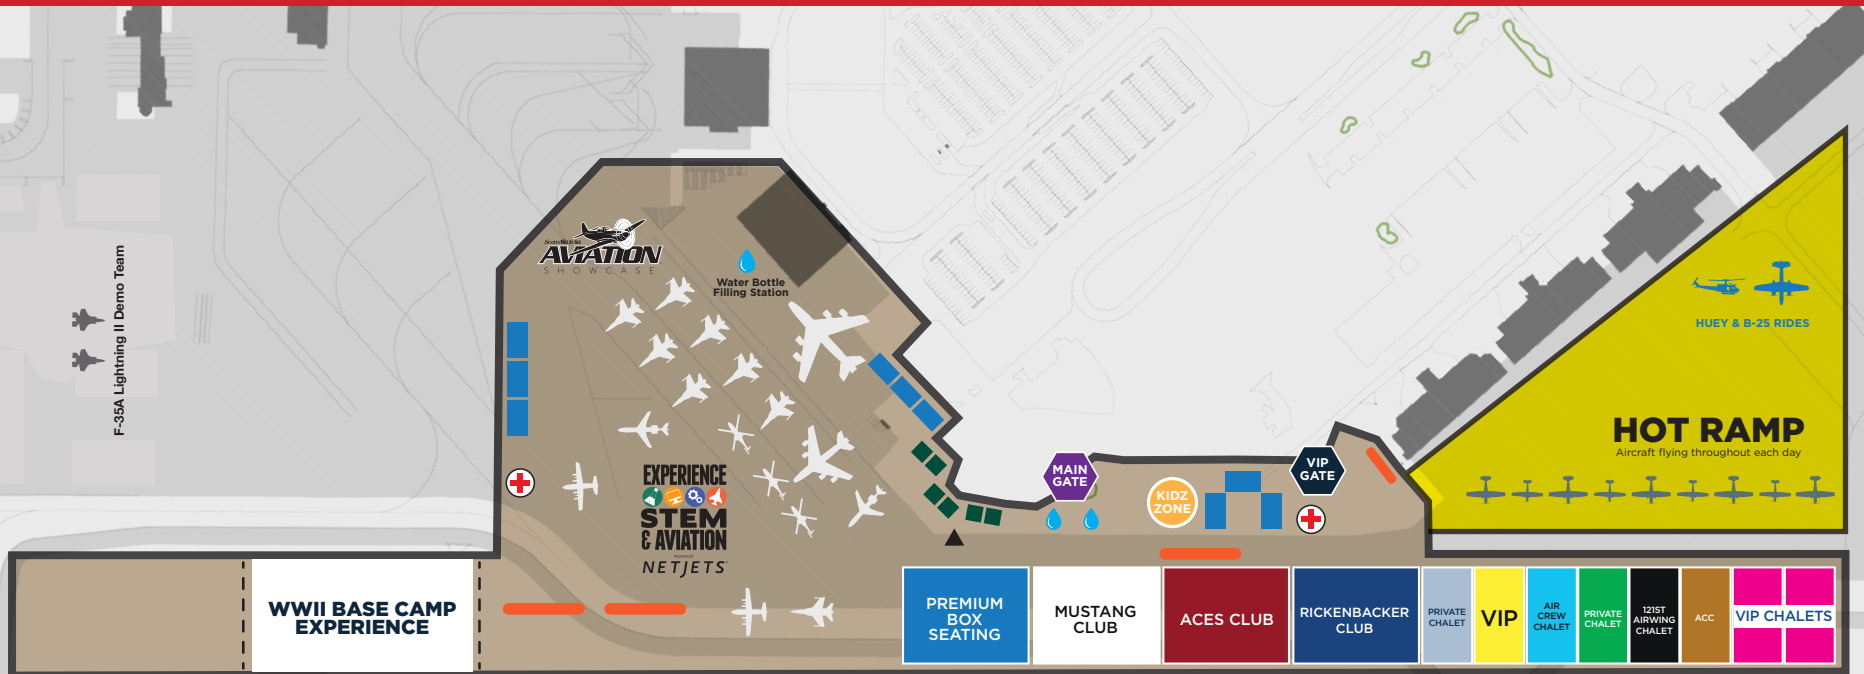 F-35A Lightning II Demo Team
AVIATION
SHOWCASE
Water Bottle
Filling Station
HUEY & B-25 RIDES
HOT RAMP
Aircraft flying throughout each day
MAIN
GATE
VIP
GATE
KIDZ
ZONE
EXPERIENCE
STEM
& AVIATION
NETJETS
WWII BASE CAMP
EXPERIENCE
PREMIUM
BOX
SEATING
MUSTANG
CLUB
ACES CLUB
RICKENBACKER
CLUB
PRIVATE
CHALET
VIP
AIR
CREW
CHALET
PRIVATE
CHALET
121ST
AIRWING
CHALET
ACC
VIP CHALETS